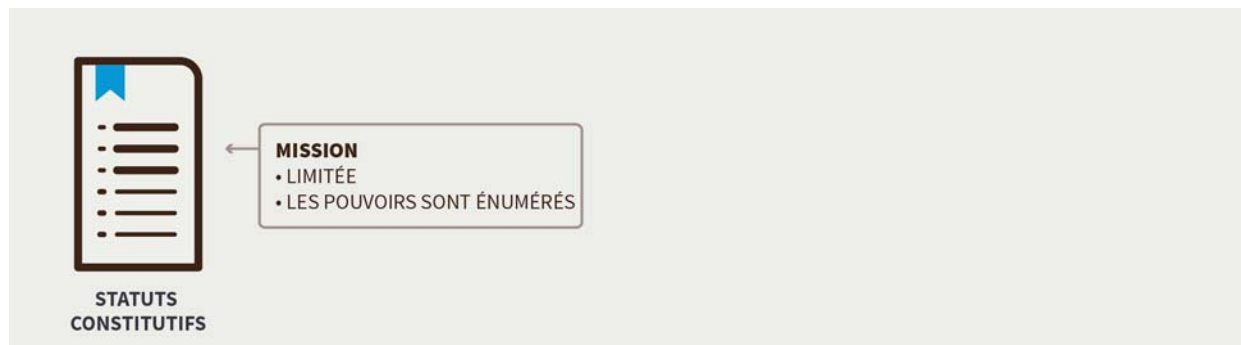 MISSION
• LIMITÉE
• LES POUVOIRS SONT ÉNUMÉRÉS
STATUTS
CONSTITUTIFS